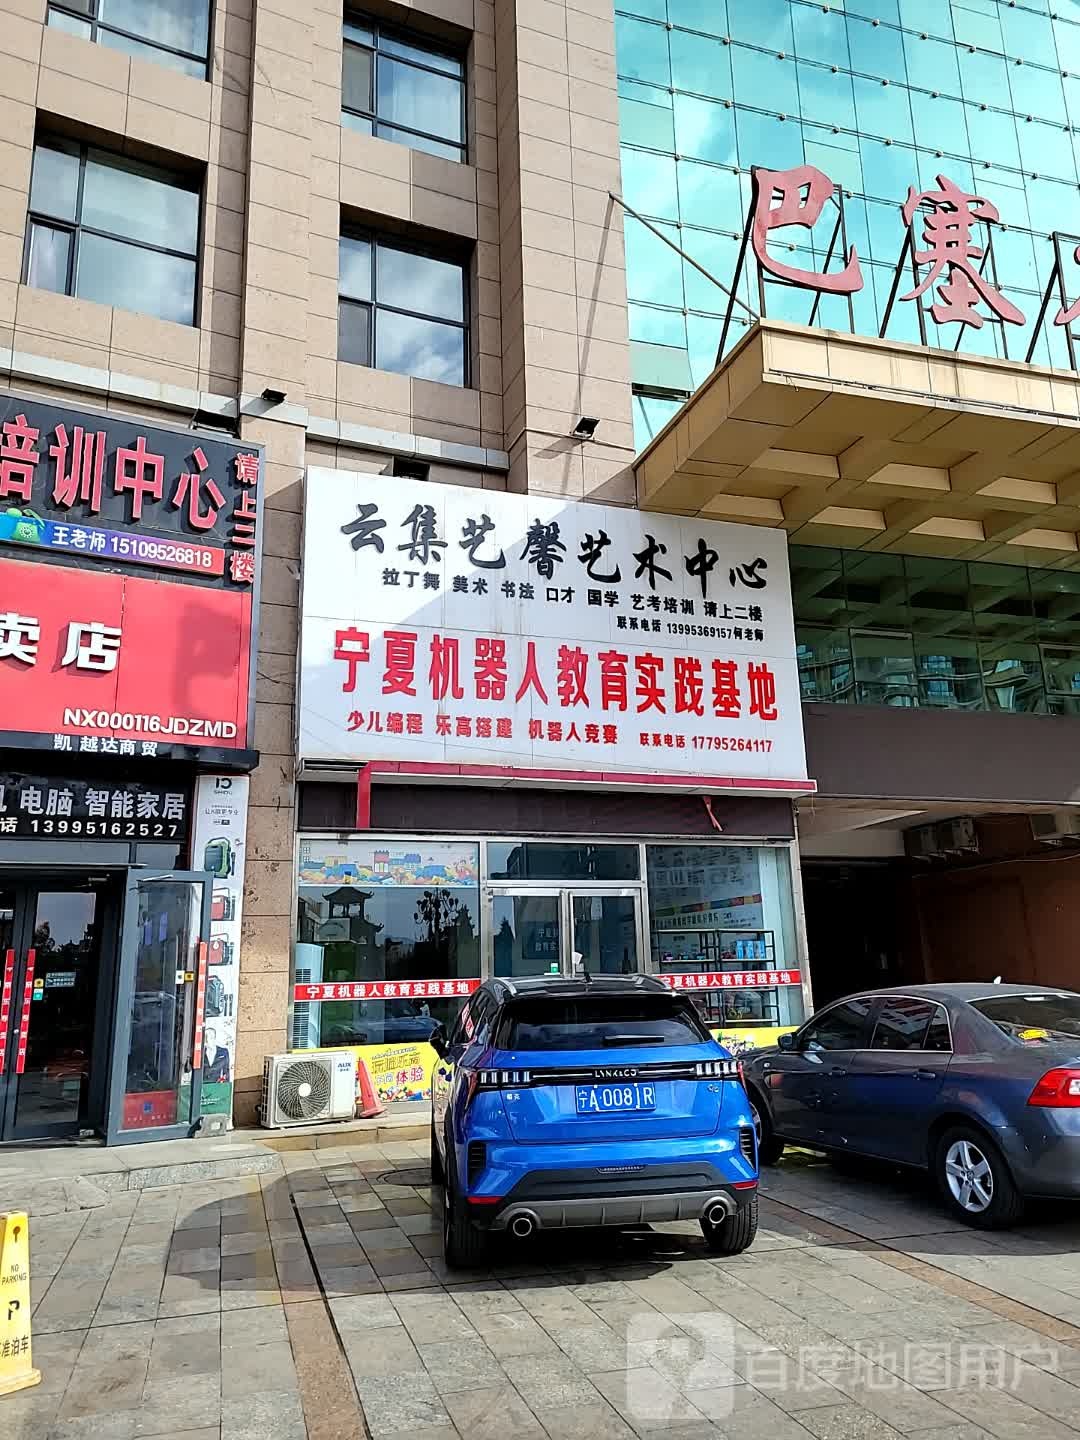 巴塞
培训中心
请上二楼
王老师 15109526818
卖店
NX000116JDZMD
凯越达商贸
电脑 智能家居
话 13995162527
云集艺馨艺术中心
拉丁舞 美术 书法 口才 国学 艺考培训 请上二楼
联系电话 13995369157何老师
宁夏机器人教育实践基地
少儿编程 乐高搭建 机器人竞赛 联系电话 17795264117
宁夏机器人教育实践基地
宁夏机器人教育实践基地
AUX
体验
LYNK&CO
宁A·008JR
NO
PARKING
P
准泊车
百度地图用户